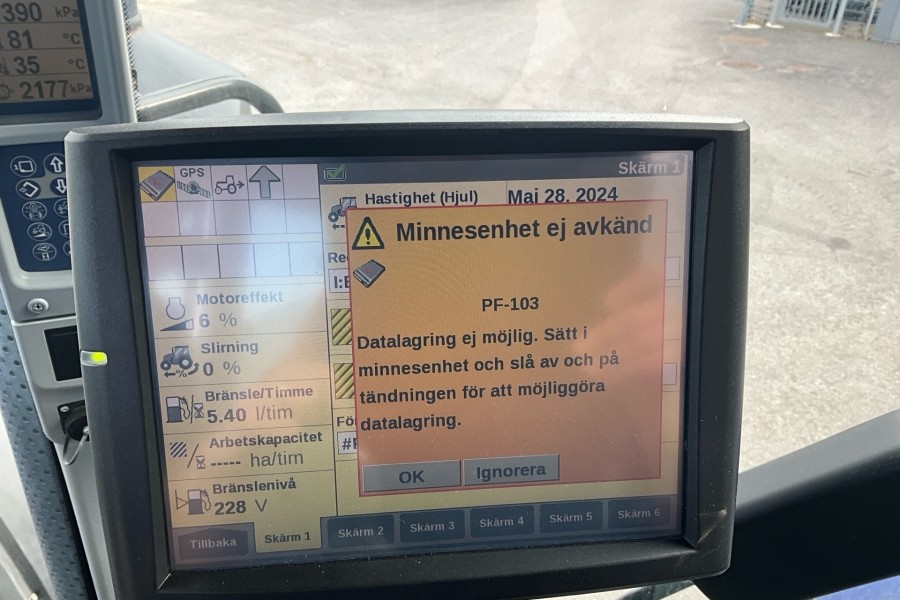 390 kPa
81 °C
35 °C
2177 kPa
GPS
Skärm 1
Hastighet (Hjul)
Maj 28, 2024
Minnesenhet ej avkänd
PF-103
Datalagring ej möjlig. Sätt i
minnesenhet och slå av och på
tändningen för att möjliggöra
datalagring.
OK
Ignorera
Motoreffekt
6 %
Slirning
0 %
Bränsle/Timme
5.40 l/tim
Arbetskapacitet
----- ha/tim
Bränslenivå
228 V
Tillbaka
Skärm 1
Skärm 2
Skärm 3
Skärm 4
Skärm 5
Skärm 6